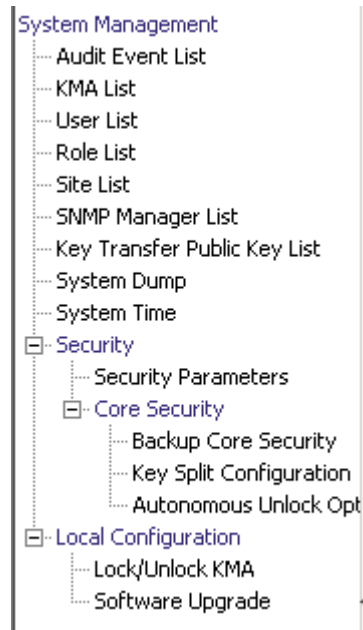 System Management
Audit Event List
KMA List
User List
Role List
Site List
SNMP Manager List
Key Transfer Public Key List
System Dump
System Time
Security
Security Parameters
Core Security
Backup Core Security
Key Split Configuration
Autonomous Unlock Opt
Local Configuration
Lock/Unlock KMA
Software Upgrade